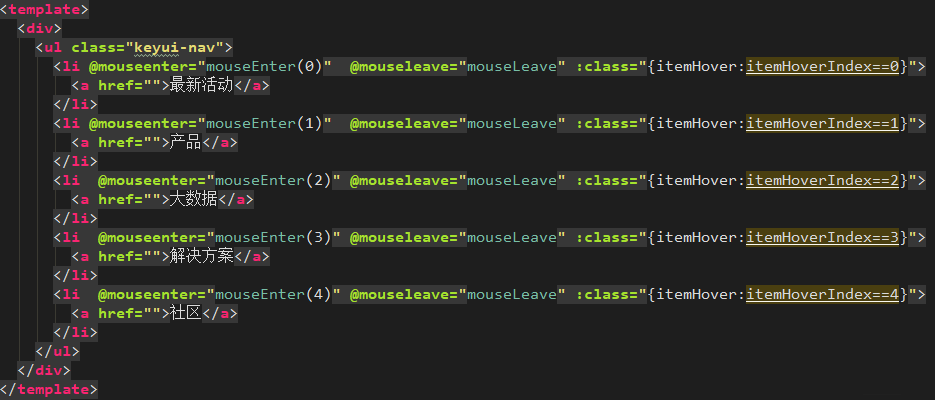 <template>
<div>
<ul class="keyui-nav">
<li @mouseenter="mouseEnter(0)"  @mouseleave="mouseLeave" :class="{itemHover:itemHoverIndex==0}">
<a href="">最新活动</a>
</li>
<li @mouseenter="mouseEnter(1)"  @mouseleave="mouseLeave" :class="{itemHover:itemHoverIndex==1}">
<a href="">产品</a>
</li>
<li  @mouseenter="mouseEnter(2)" @mouseleave="mouseLeave" :class="{itemHover:itemHoverIndex==2}">
<a href="">大数据</a>
</li>
<li  @mouseenter="mouseEnter(3)" @mouseleave="mouseLeave" :class="{itemHover:itemHoverIndex==3}">
<a href="">解决方案</a>
</li>
<li  @mouseenter="mouseEnter(4)" @mouseleave="mouseLeave" :class="{itemHover:itemHoverIndex==4}">
<a href="">社区</a>
</li>
</ul>
</div>
</template>